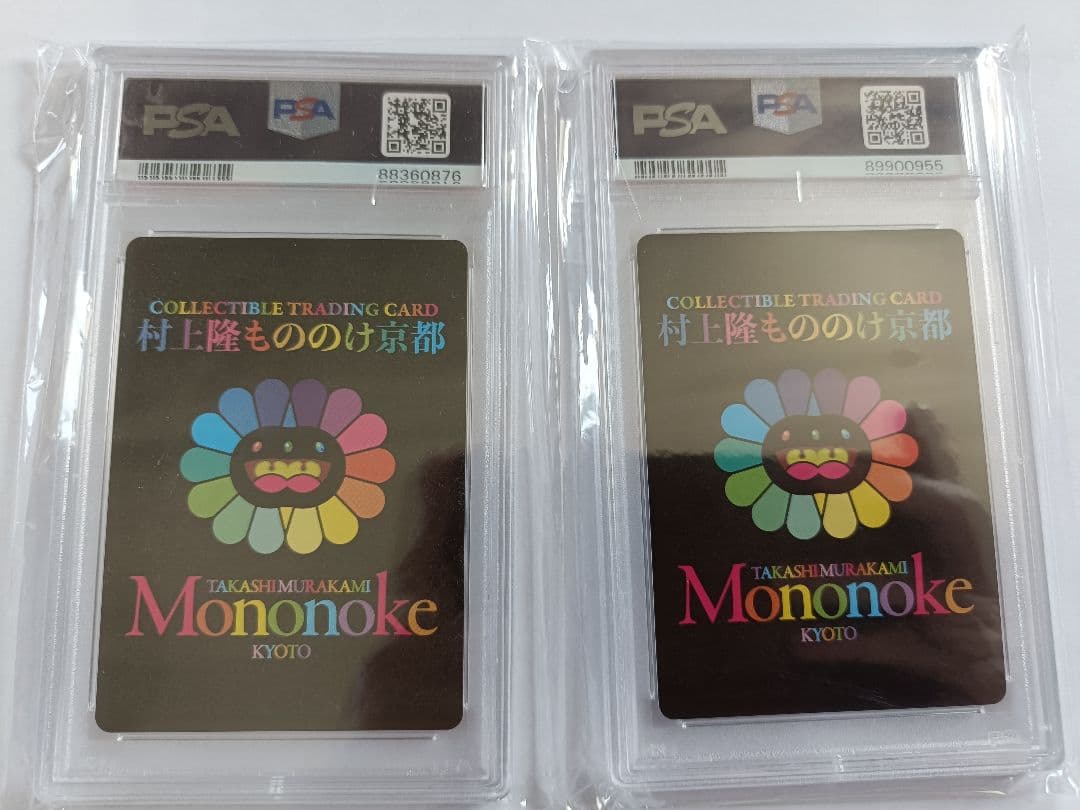 PSA
PSA
88360876
COLLECTIBLE TRADING CARD
村上隆もののけ京都
TAKASHI MURAKAMI
Mononoke
KYOTO
PSA
PSA
89900955
COLLECTIBLE TRADING CARD
村上隆もののけ京都
TAKASHI MURAKAMI
Mononoke
KYOTO